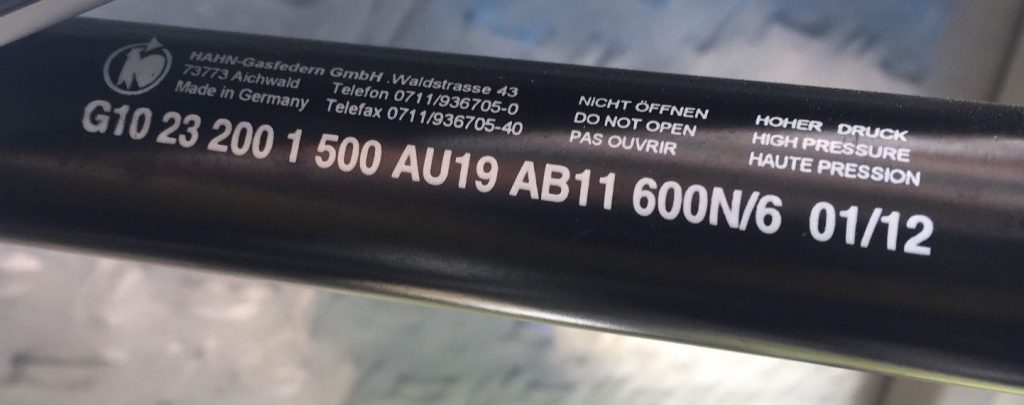 HAHN-Gasfedern GmbH . Waldstrasse 43
73773 Aichwald Telefon 0711/936705-0
Made in Germany Telefax 0711/936705-40
NICHT ÖFFNEN
DO NOT OPEN
PAS OUVRIR
HOHER DRUCK
HIGH PRESSURE
HAUTE PRESSION
G10 23 200 1 500 AU19 AB11 600N/6 01/12